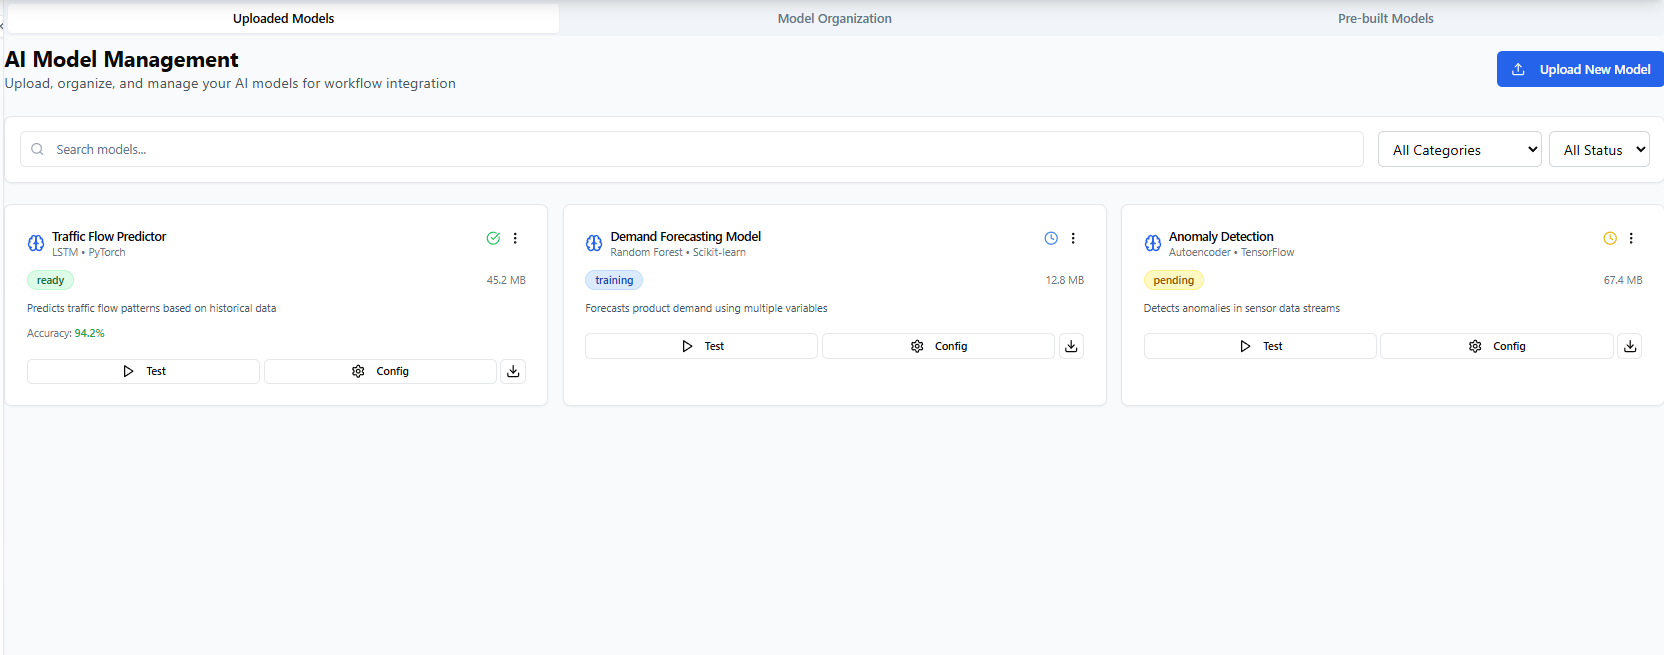 Uploaded Models
Model Organization
Pre-built Models
AI Model Management
Upload, organize, and manage your AI models for workflow integration
Upload New Model
Search models...
All Categories
All Status
Traffic Flow Predictor
LSTM • PyTorch
ready
45.2 MB
Predicts traffic flow patterns based on historical data
Accuracy: 94.2%
Test
Config
Demand Forecasting Model
Random Forest • Scikit-learn
training
12.8 MB
Forecasts product demand using multiple variables
Test
Config
Anomaly Detection
Autoencoder • TensorFlow
pending
67.4 MB
Detects anomalies in sensor data streams
Test
Config